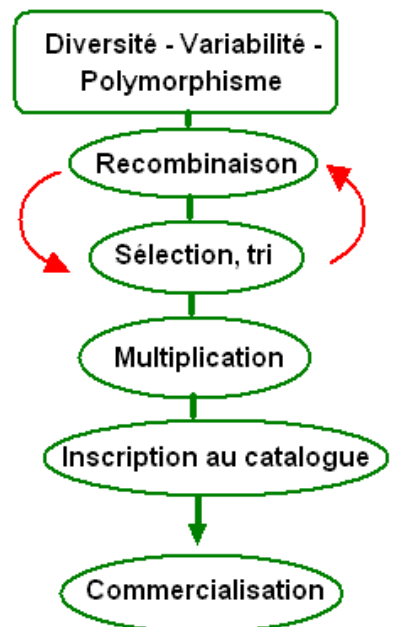 Diversité - Variabilité -
Polymorphisme
Recombinaison
Sélection, tri
Multiplication
Inscription au catalogue
Commercialisation